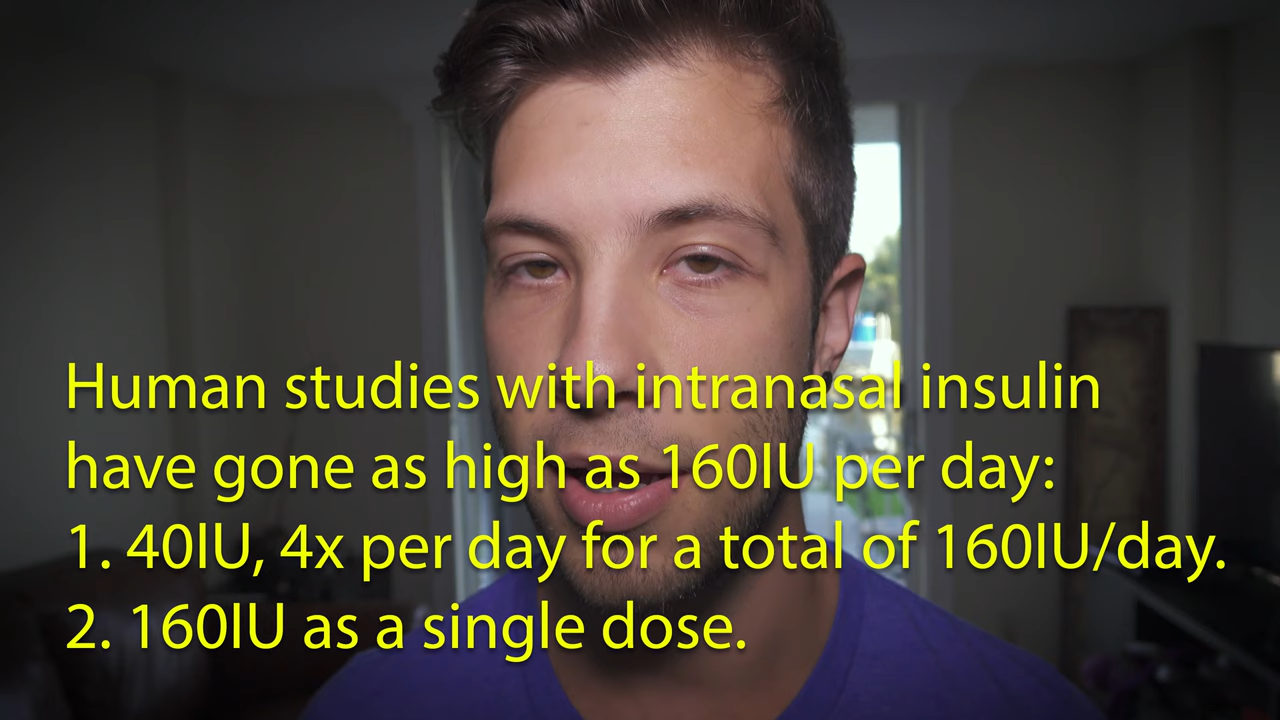 Human studies with intranasal insulin
have gone as high as 160IU per day:
1. 40IU, 4x per day for a total of 160IU/day.
2. 160IU as a single dose.